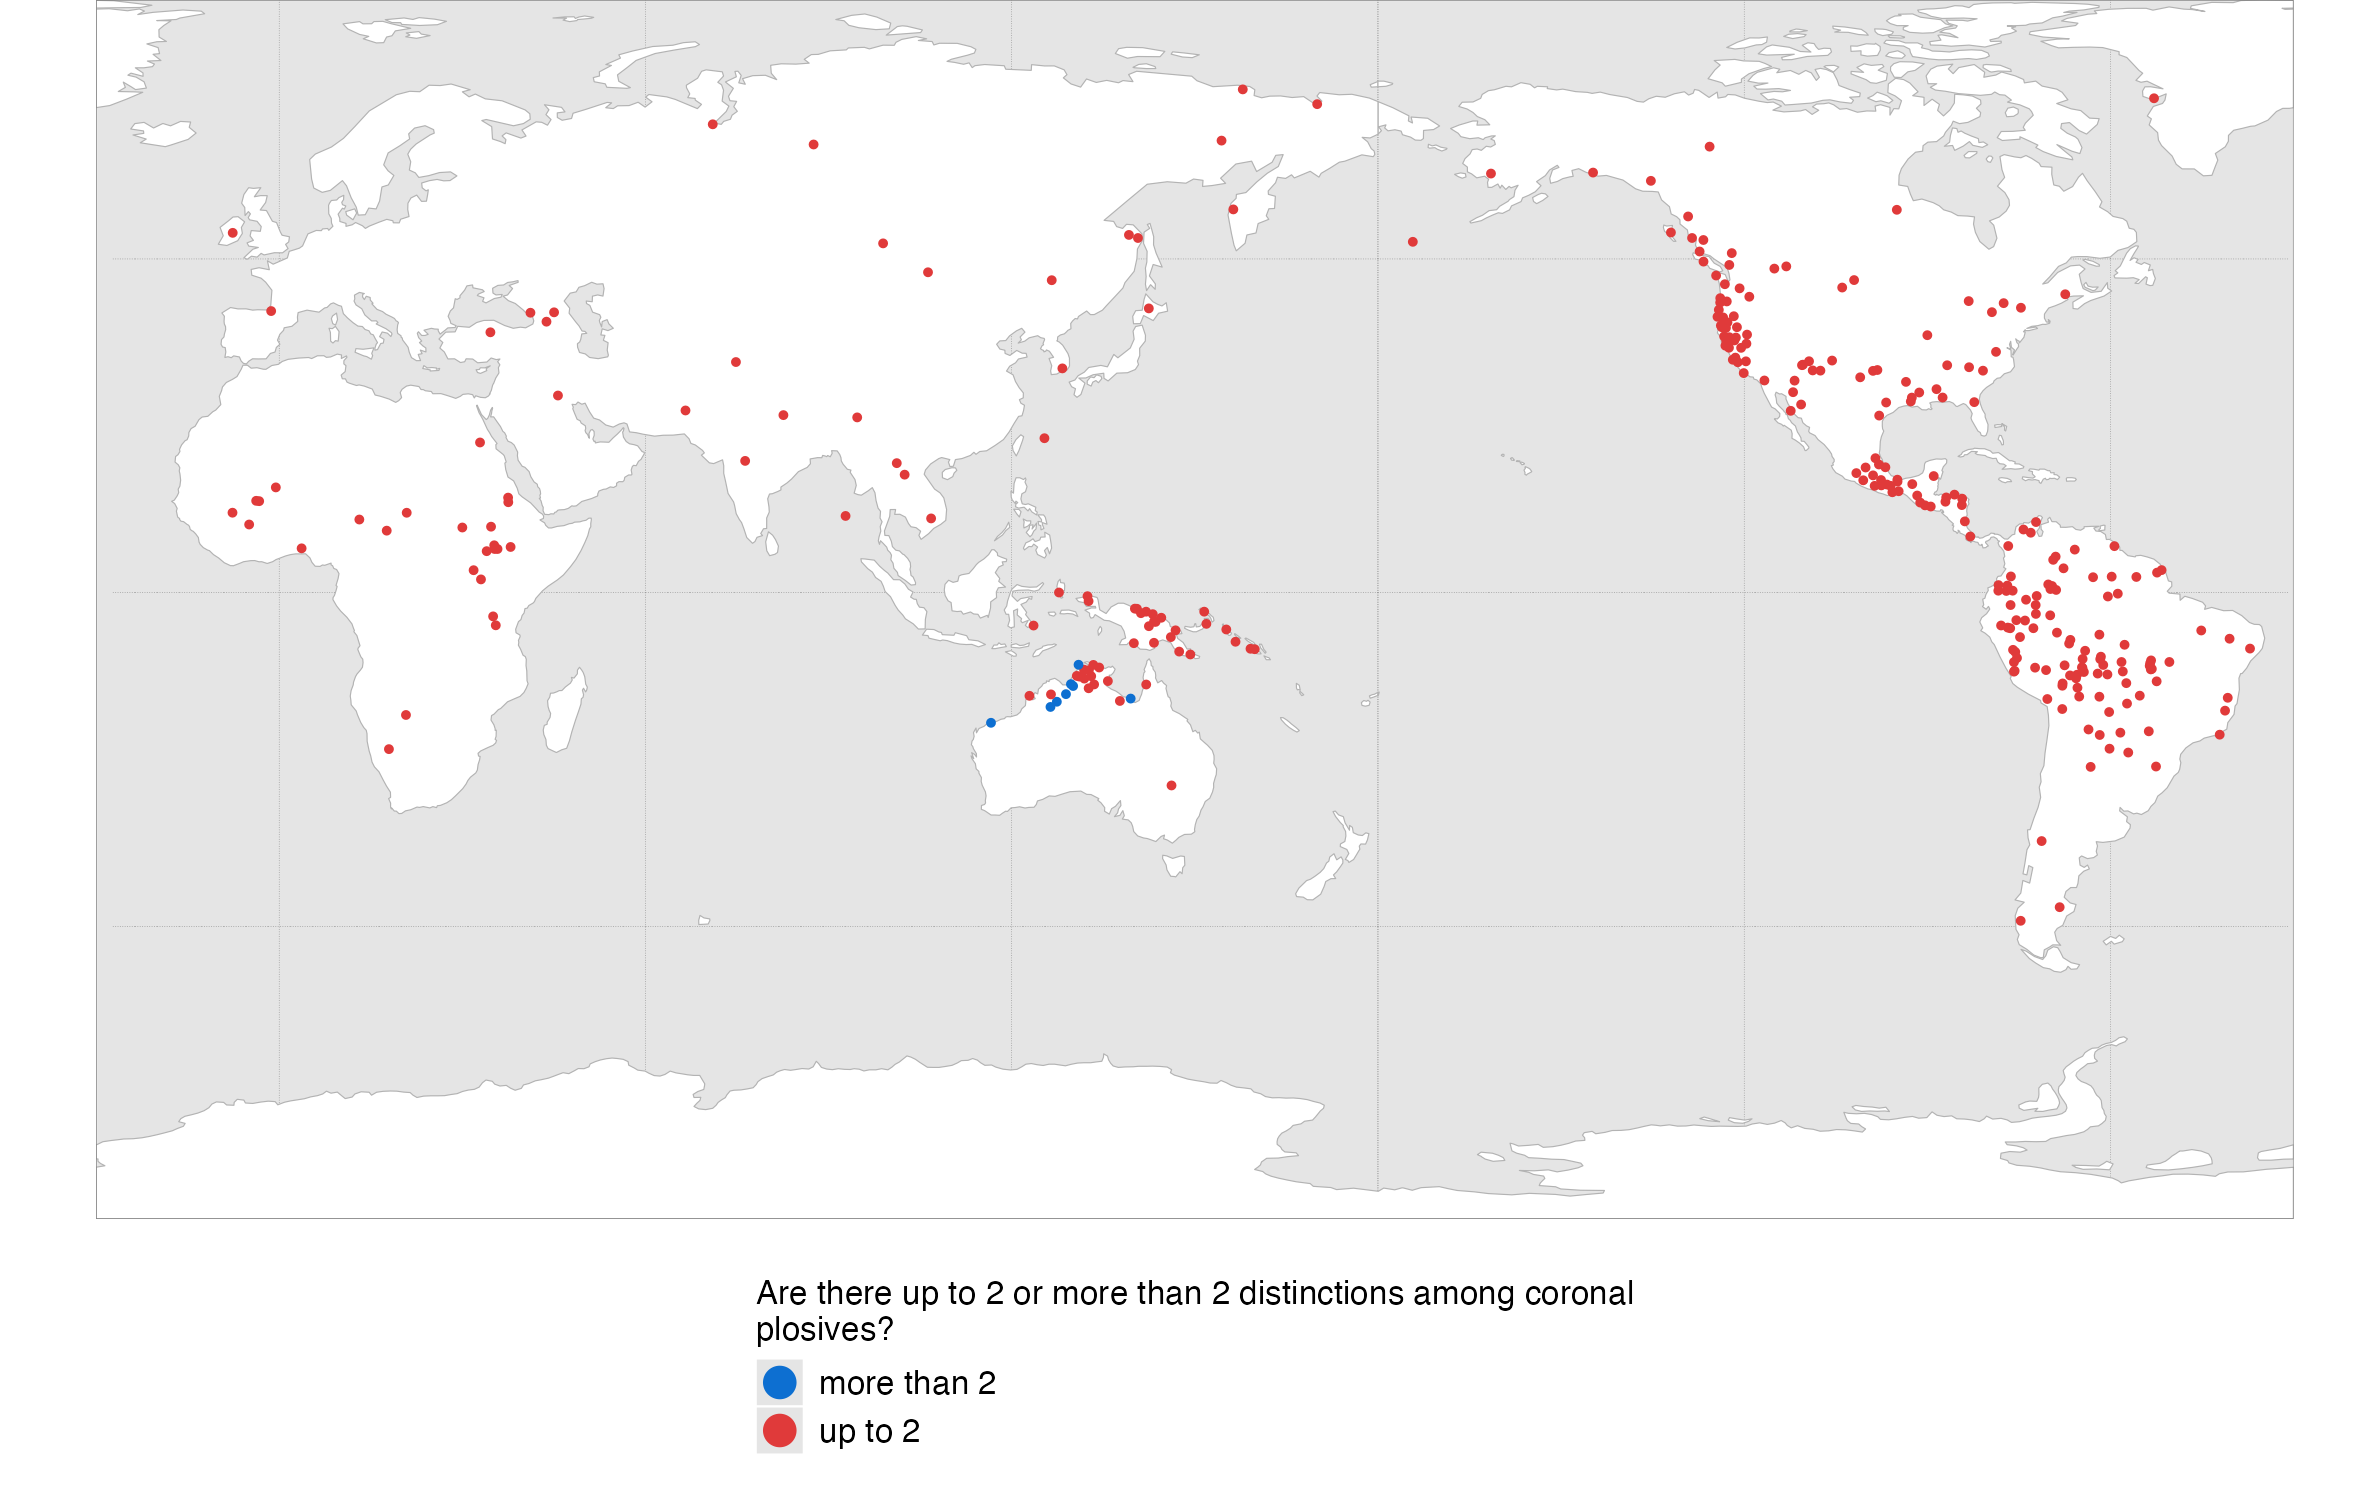 Are there up to 2 or more than 2 distinctions among coronal
plosives?
more than 2
up to 2